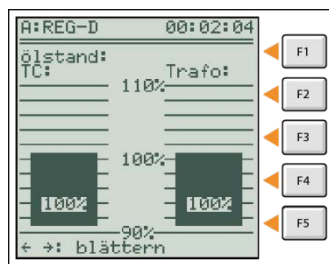 A:REG-D 00:02:04
ölstand:
TC: Trafo:
110%
100%
100% 100%
90%
← →: blättern
F1
F2
F3
F4
F5